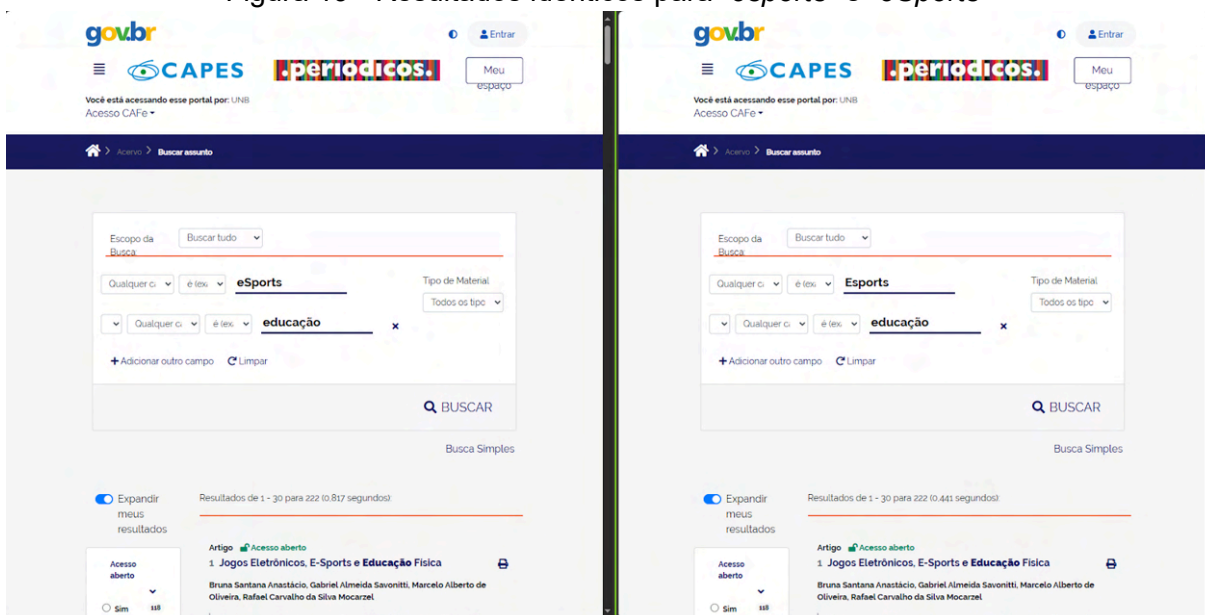 gov.br
Entrar
CAPES
.periodicos.
Meu
espaço
Você está acessando esse portal por: UNB
Acesso CAFe
Acervo > Buscar assunto
Escopo da
Busca:
Buscar tudo
Qualquer
eSports
Tipo de Material
Todos os tipo
Qualquer
educação
Adicionar outro campo
Limpar
BUSCAR
Busca Simples
Expandir
meus
resultados
Resultados de 1 - 30 para 222 (0.817 segundos):
Artigo Acesso aberto
1 Jogos Eletrônicos, E-Sports e Educação Física
Bruna Santana Anastácio, Gabriel Almeida Savonitti, Marcelo Alberto de
Oliveira, Rafael Carvalho da Silva Mocarzel
Acesso
aberto
Sim 118
gov.br
Entrar
CAPES
.periodicos.
Meu
espaço
Você está acessando esse portal por: UNB
Acesso CAFe
Acervo > Buscar assunto
Escopo da
Busca:
Buscar tudo
Qualquer
Esports
Tipo de Material
Todos os tipo
Qualquer
educação
Adicionar outro campo
Limpar
BUSCAR
Busca Simples
Expandir
meus
resultados
Resultados de 1 - 30 para 222 (0.441 segundos):
Artigo Acesso aberto
1 Jogos Eletrônicos, E-Sports e Educação Física
Bruna Santana Anastácio, Gabriel Almeida Savonitti, Marcelo Alberto de
Oliveira, Rafael Carvalho da Silva Mocarzel
Acesso
aberto
Sim 118